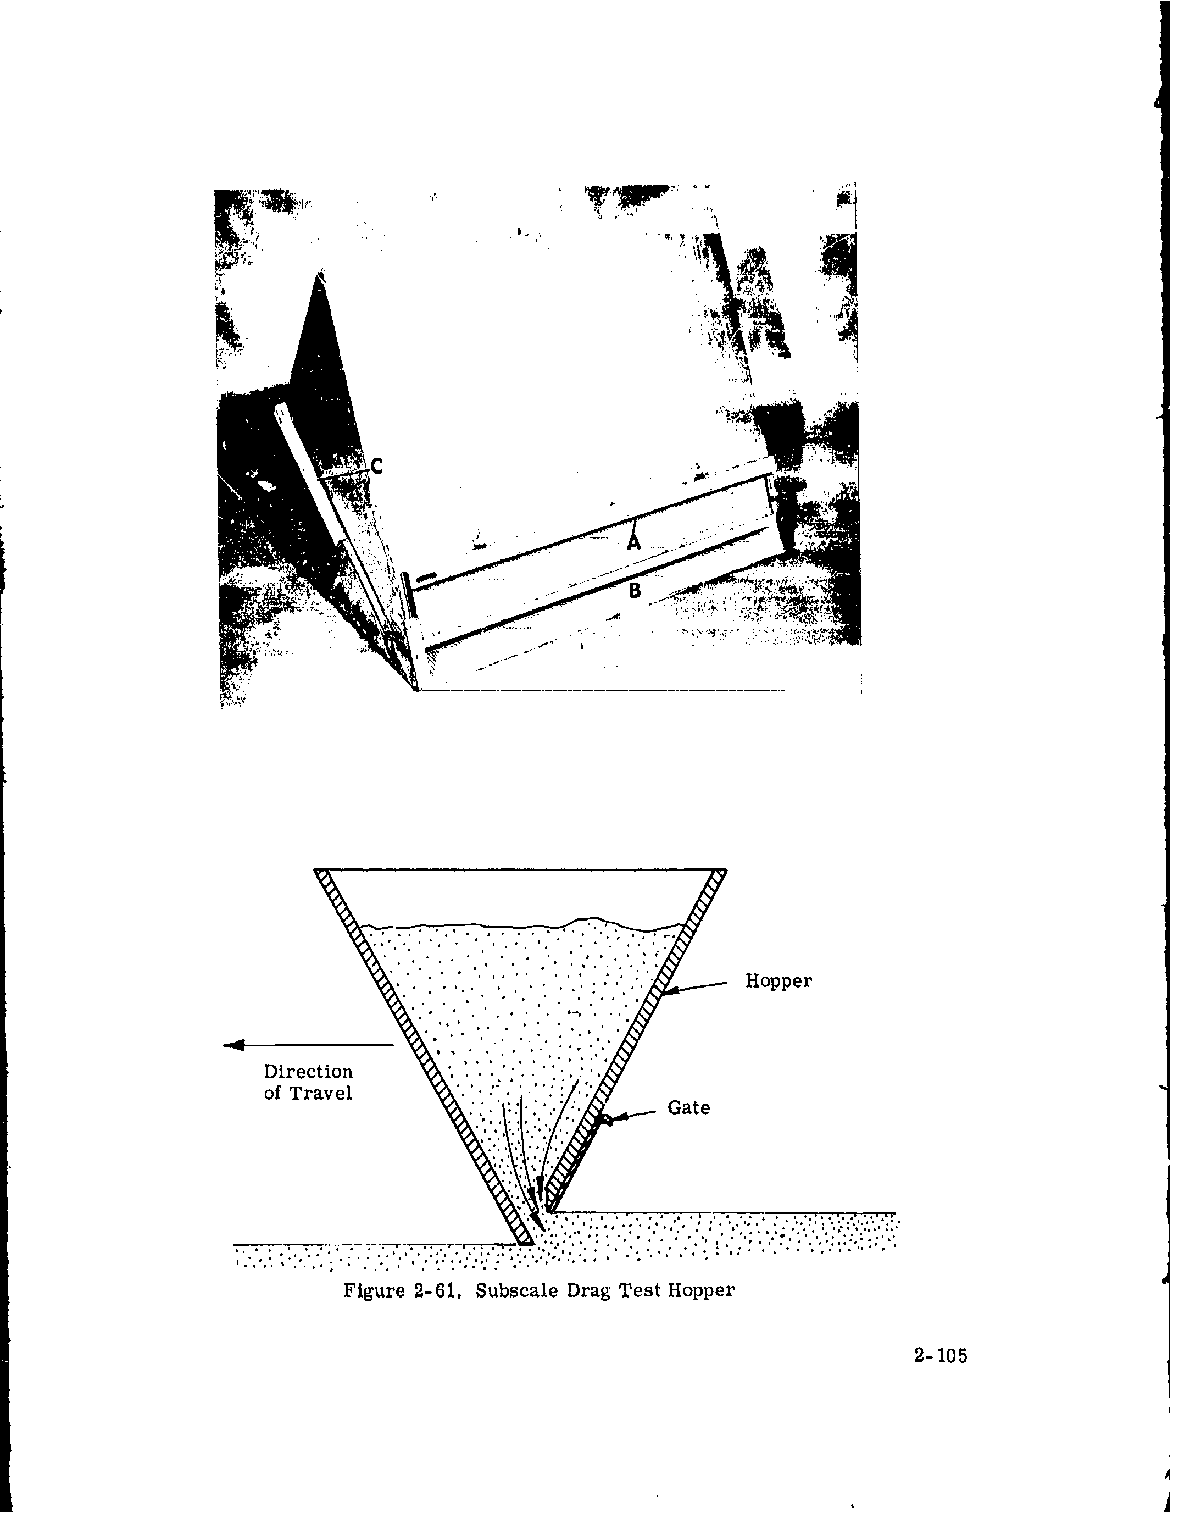 C
A
B
Hopper
Direction
of Travel
Gate
Figure 2-61. Subscale Drag Test Hopper
2-105